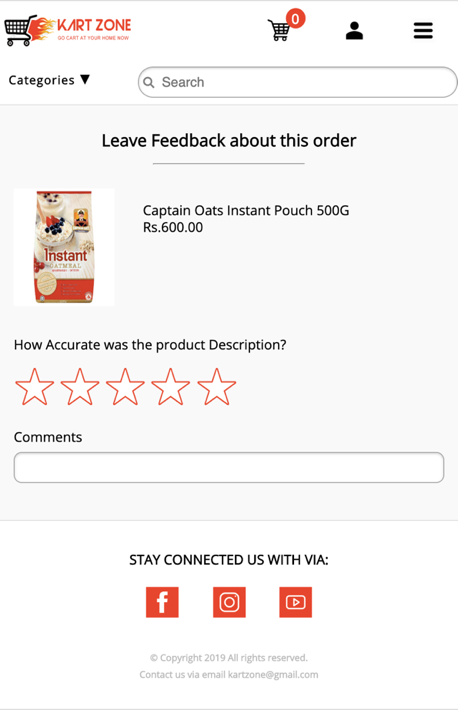 KART ZONE
GO CART AT YOUR HOME NOW
0
Categories ▼
Search
Leave Feedback about this order
Captain Oats Instant Pouch 500G
Rs.600.00
Instant
OATMEAL
How Accurate was the product Description?
Comments
STAY CONNECTED US WITH VIA:
© Copyright 2019 All rights reserved.
Contact us via email kartzone@gmail.com